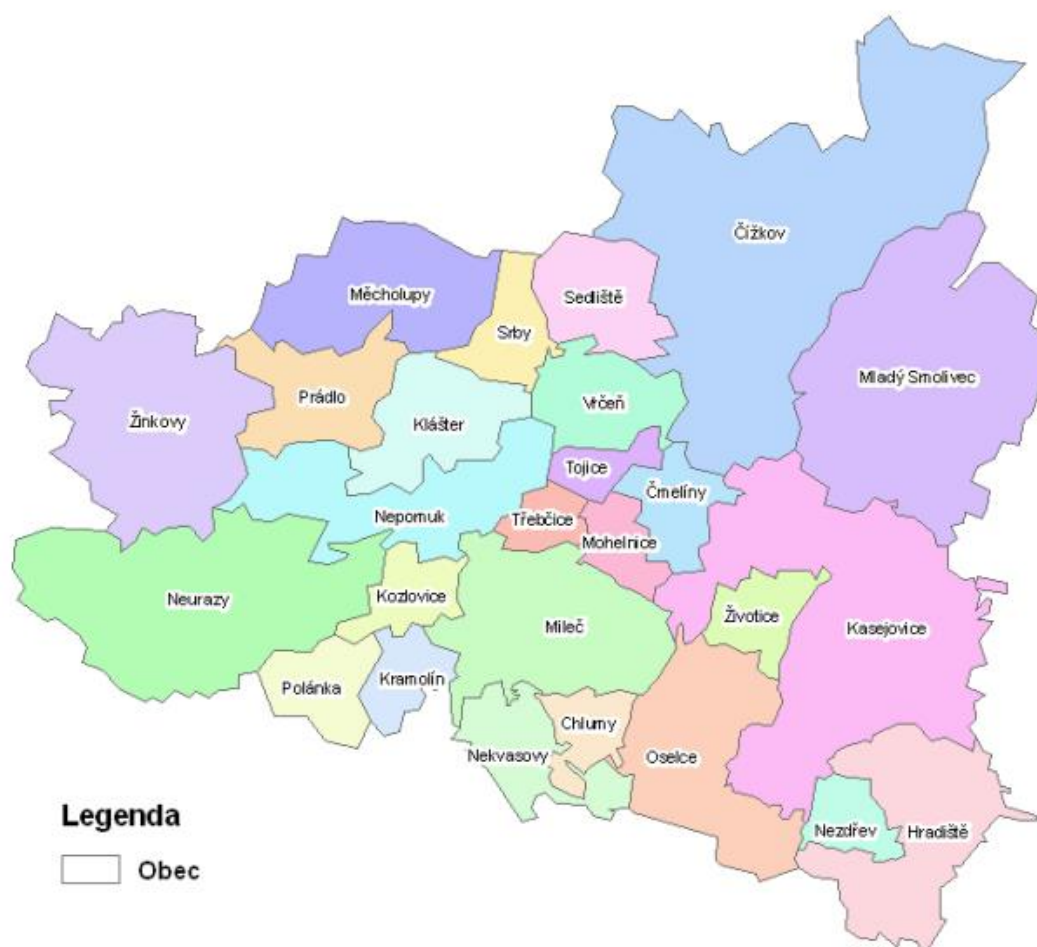 Čížkov
Měcholupy
Sedliště
Srby
Mladý Smolivec
Prádlo
Vrčeň
Žinkovy
Klášter
Tojice
Čmelíny
Nepomuk
Třebčice
Mohelnice
Neurazy
Kozlovice
Mileč
Životice
Kasejovice
Kramolín
Polánka
Chlumy
Nekvasovy
Oselce
Legenda
Nezdřev
Hradiště
Obec